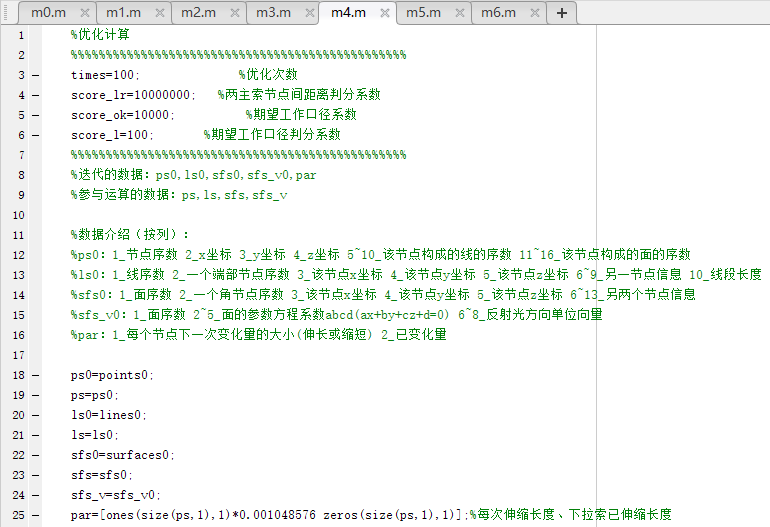 m0.m m1.m m2.m m3.m m4.m m5.m m6.m
1 %优化计算
2 %%%%%%%%%%%%%%%%%%%%%%%%%%%%%%%%%%%%%%%%%%%%%%%%
3 times=100; %优化次数
4 score_lr=10000000; %两主索节点间距离判分系数
5 score_ok=10000; %期望工作口径系数
6 score_l=100; %期望工作口径判分系数
7 %%%%%%%%%%%%%%%%%%%%%%%%%%%%%%%%%%%%%%%%%%%%%%%%
8 %迭代的数据：ps0,ls0,sfs0,sfs_v0,par
9 %参与运算的数据：ps,ls,sfs,sfs_v
10
11 %数据介绍（按列）：
12 %ps0：1_节点序数 2_x坐标 3_y坐标 4_z坐标 5~10_该节点构成的线的序数 11~16_该节点构成的面的序数
13 %ls0：1_线序数 2_一个端部节点序数 3_该节点x坐标 4_该节点y坐标 5_该节点z坐标 6~9_另一节点信息 10_线段长度
14 %sfs0：1_面序数 2_一个角节点序数 3_该节点x坐标 4_该节点y坐标 5_该节点z坐标 6~13_另两个节点信息
15 %sfs_v0：1_面序数 2~5_面的参数方程系数abcd(ax+by+cz+d=0) 6~8_反射光方向单位向量
16 %par：1_每个节点下一次变化量的大小(伸长或缩短) 2_已变化量
17
18 ps0=points0;
19 ps=ps0;
20 ls0=lines0;
21 ls=ls0;
22 sfs0=surfaces0;
23 sfs=sfs0;
24 sfs_v=sfs_v0;
25 par=[ones(size(ps,1),1)*0.001048576 zeros(size(ps,1),1)];%每次伸缩长度、下拉索已伸缩长度